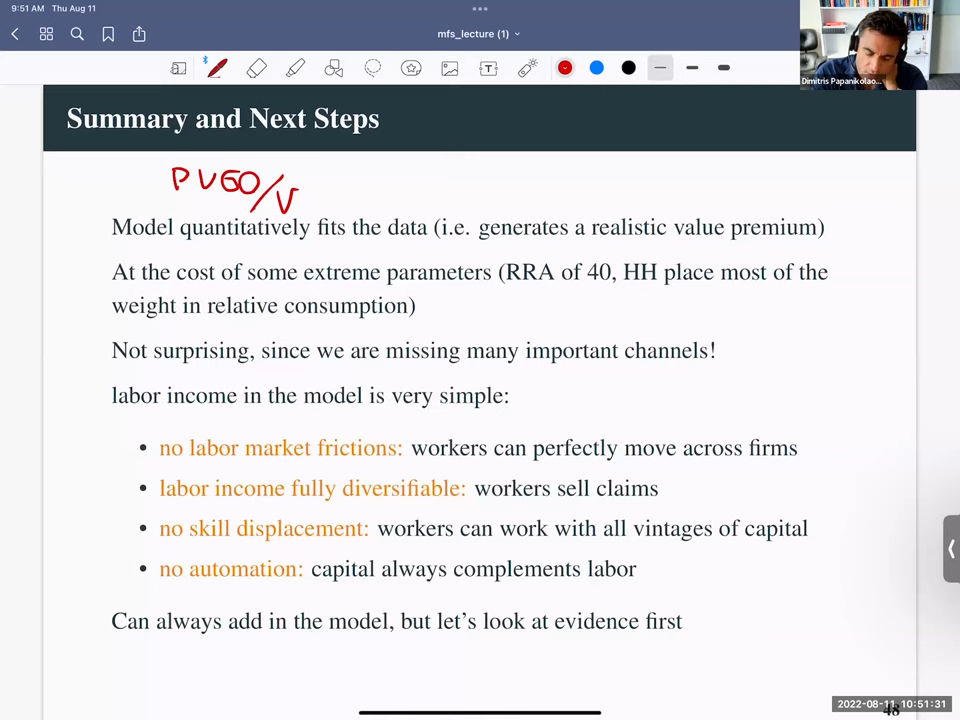 9:51 AM Thu Aug 11
mfs_lecture (1)
Dimitris Papanikolao...
Summary and Next Steps
PVGO/V
Model quantitatively fits the data (i.e. generates a realistic value premium)
At the cost of some extreme parameters (RRA of 40, HH place most of the
weight in relative consumption)
Not surprising, since we are missing many important channels!
labor income in the model is very simple:
• no labor market frictions: workers can perfectly move across firms
• labor income fully diversifiable: workers sell claims
• no skill displacement: workers can work with all vintages of capital
• no automation: capital always complements labor
Can always add in the model, but let's look at evidence first
2022-08-11 10:51:31